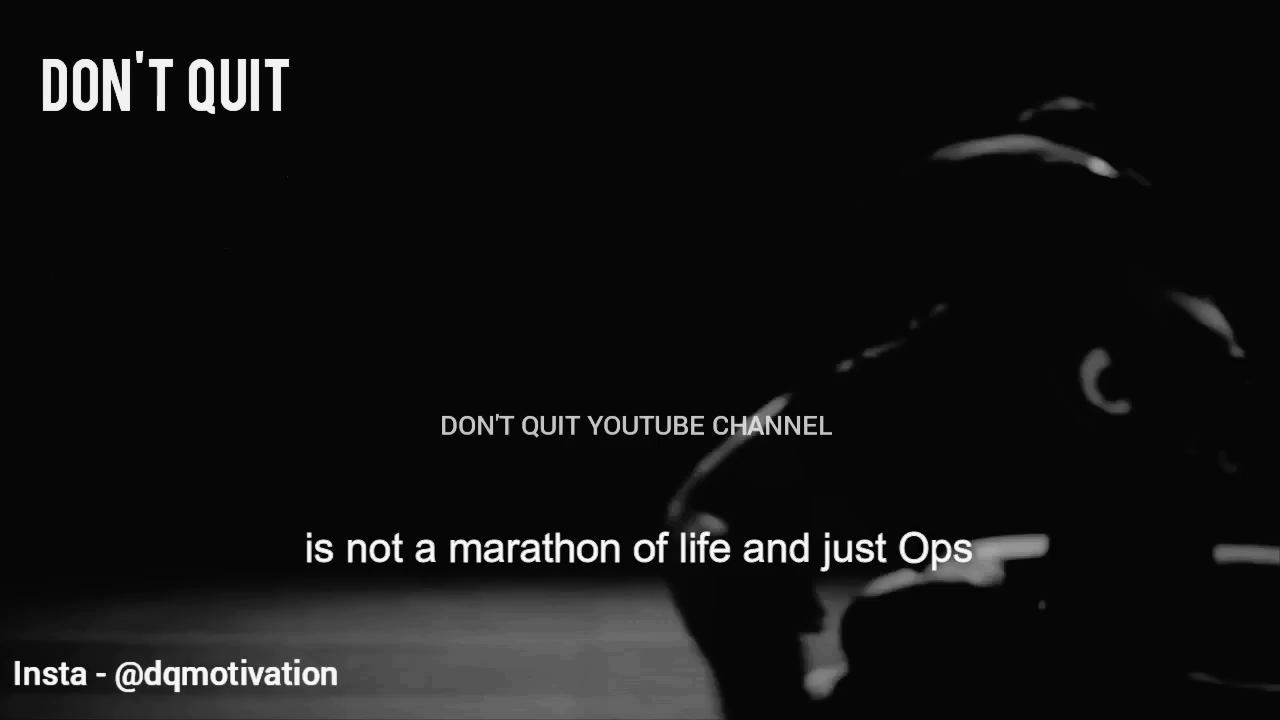 DON'T QUIT
DON'T QUIT YOUTUBE CHANNEL
is not a marathon of life and just Ops
Insta - @dqmotivation